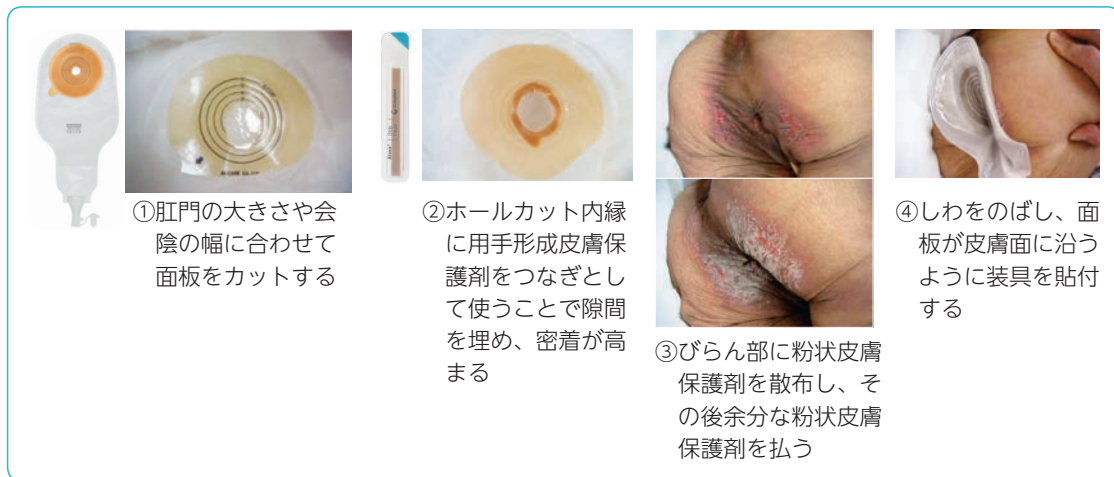 ①肛門の大きさや会
陰の幅に合わせて
面板をカットする
②ホールカット内縁
に用手形成皮膚保
護剤をつなぎとし
て使うことで隙間
を埋め、密着が高
まる
③びらん部に粉状皮膚
保護剤を散布し、そ
の後余分な粉状皮膚
保護剤を払う
④しわをのばし、面
板が皮膚面に沿う
ように装具を貼付
する